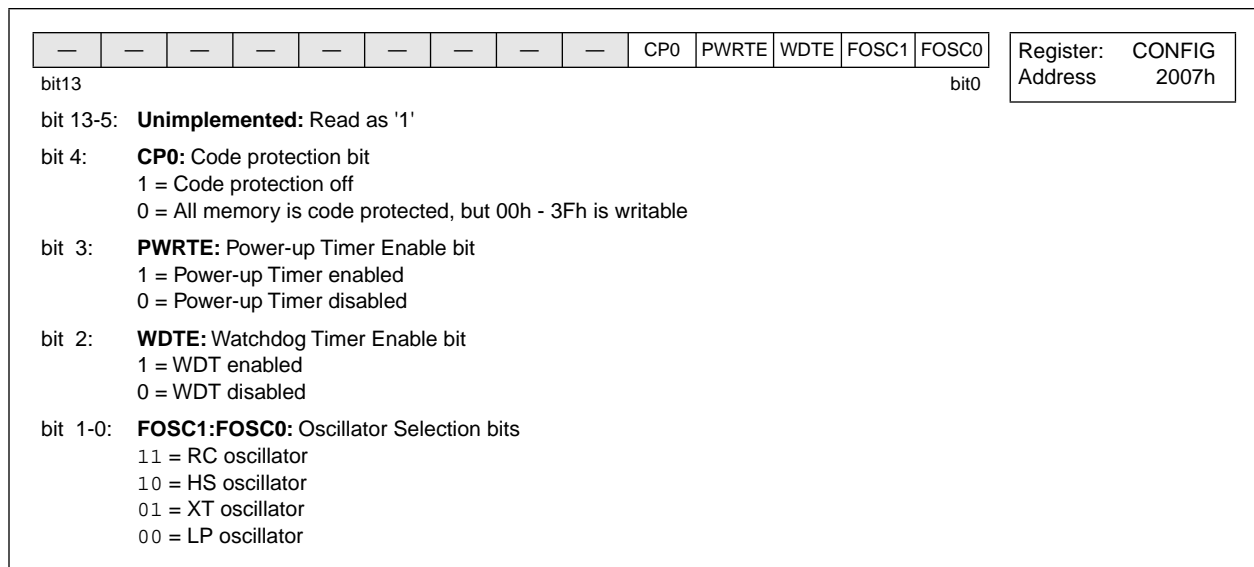 — — — — — — — — — CP0 PWRTE WDTE FOSC1 FOSC0
Register: CONFIG
Address 2007h
bit13 bit0
bit 13-5: Unimplemented: Read as '1'
bit 4: CP0: Code protection bit
1 = Code protection off
0 = All memory is code protected, but 00h - 3Fh is writable
bit 3: PWRTE: Power-up Timer Enable bit
1 = Power-up Timer enabled
0 = Power-up Timer disabled
bit 2: WDTE: Watchdog Timer Enable bit
1 = WDT enabled
0 = WDT disabled
bit 1-0: FOSC1:FOSC0: Oscillator Selection bits
11 = RC oscillator
10 = HS oscillator
01 = XT oscillator
00 = LP oscillator